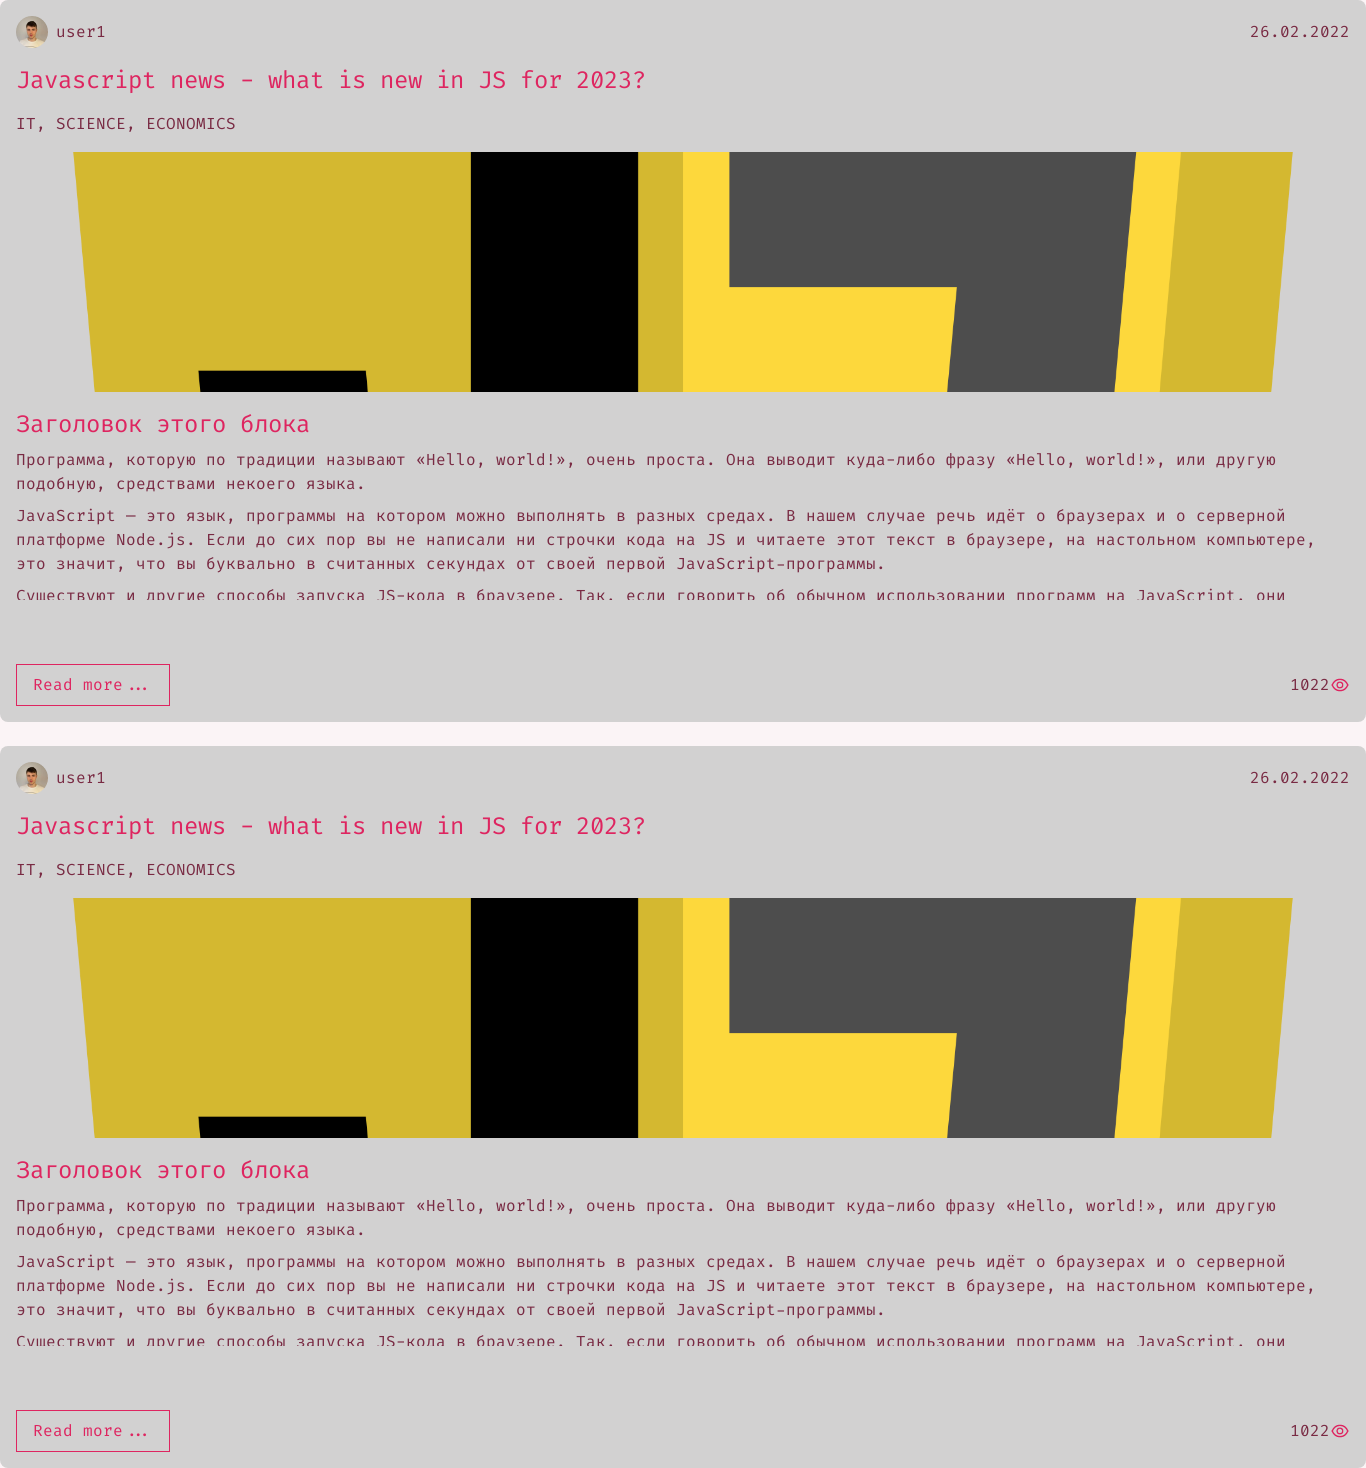 user1
26.02.2022
Javascript news - what is new in JS for 2023?
IT, SCIENCE, ECONOMICS
Заголовок этого блока
Программа, которую по традиции называют «Hello, world!», очень проста. Она выводит куда-либо фразу «Hello, world!», или другую
подобную, средствами некоего языка.
JavaScript — это язык, программы на котором можно выполнять в разных средах. В нашем случае речь идёт о браузерах и о серверной
платформе Node.js. Если до сих пор вы не написали ни строчки кода на JS и читаете этот текст в браузере, на настольном компьютере,
это значит, что вы буквально в считанных секундах от своей первой JavaScript-программы.
Существуют и другие способы запуска JS-кода в браузере. Так, если говорить об обычном использовании программ на JavaScript, они
Read more...
1022
user1
26.02.2022
Javascript news - what is new in JS for 2023?
IT, SCIENCE, ECONOMICS
Заголовок этого блока
Программа, которую по традиции называют «Hello, world!», очень проста. Она выводит куда-либо фразу «Hello, world!», или другую
подобную, средствами некоего языка.
JavaScript — это язык, программы на котором можно выполнять в разных средах. В нашем случае речь идёт о браузерах и о серверной
платформе Node.js. Если до сих пор вы не написали ни строчки кода на JS и читаете этот текст в браузере, на настольном компьютере,
это значит, что вы буквально в считанных секундах от своей первой JavaScript-программы.
Существуют и другие способы запуска JS-кода в браузере. Так, если говорить об обычном использовании программ на JavaScript, они
Read more...
1022